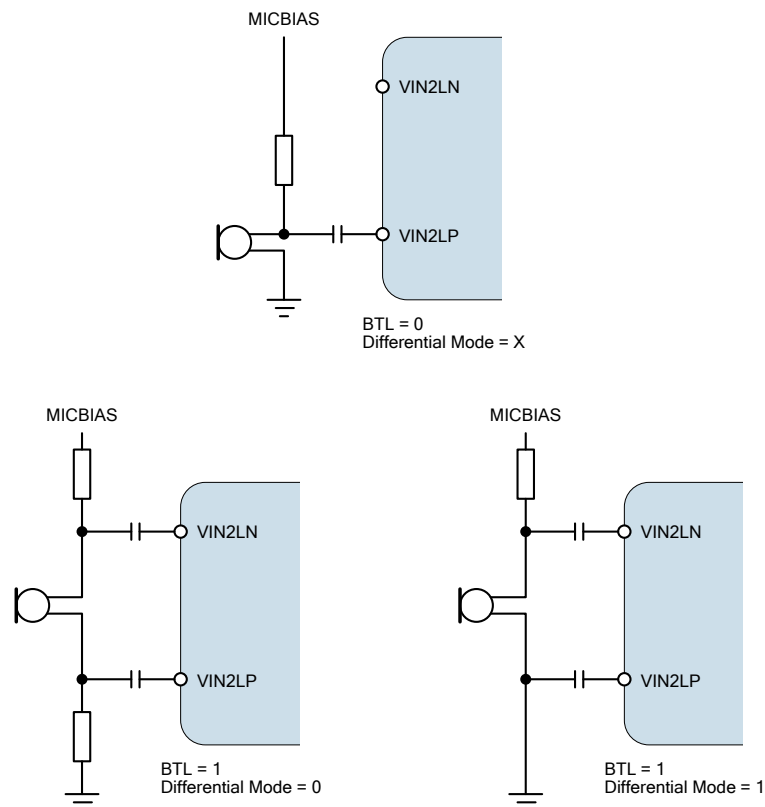 MICBIAS
VIN2LN
VIN2LP
BTL = 0
Differential Mode = X
MICBIAS
VIN2LN
VIN2LP
BTL = 1
Differential Mode = 0
MICBIAS
VIN2LN
VIN2LP
BTL = 1
Differential Mode = 1